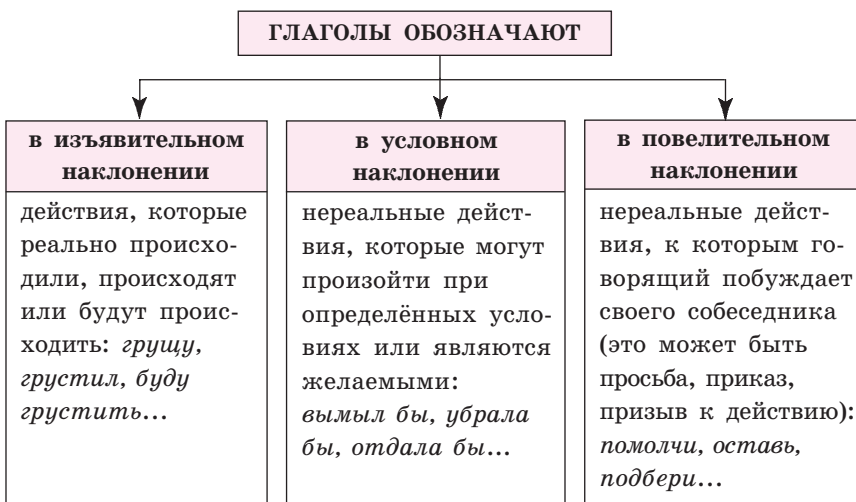 ГЛАГОЛЫ ОБОЗНАЧАЮТ
в изъявительном
наклонении
действия, которые
реально происхо-
дили, происходят
или будут проис-
ходить: грущу,
грустил, буду
грустить...
в условном
наклонении
нереальные дейст-
вия, которые могут
произойти при
определённых усло-
виях или являются
желаемыми:
вымыл бы, убрала
бы, отдала бы...
в повелительном
наклонении
нереальные дейст-
вия, к которым го-
ворящий побуждает
своего собеседника
(это может быть
просьба, приказ,
призыв к действию):
помолчи, оставь,
подбери...